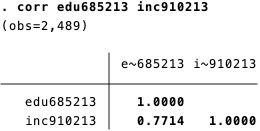 . corr edu685213 inc910213
(obs=2,489)
e~685213 i~910213
edu685213 1.0000
inc910213 0.7714 1.0000